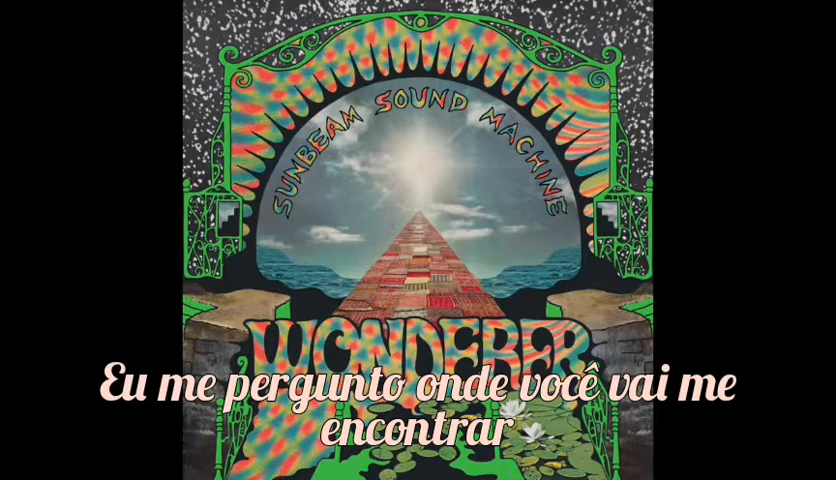 SUNBEAM SOUND MACHINE
WONDERER
Eu me pergunto onde você vai me
encontrar